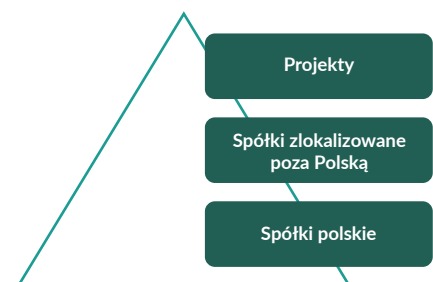 Projekty
Spółki zlokalizowane
poza Polską
Spółki polskie